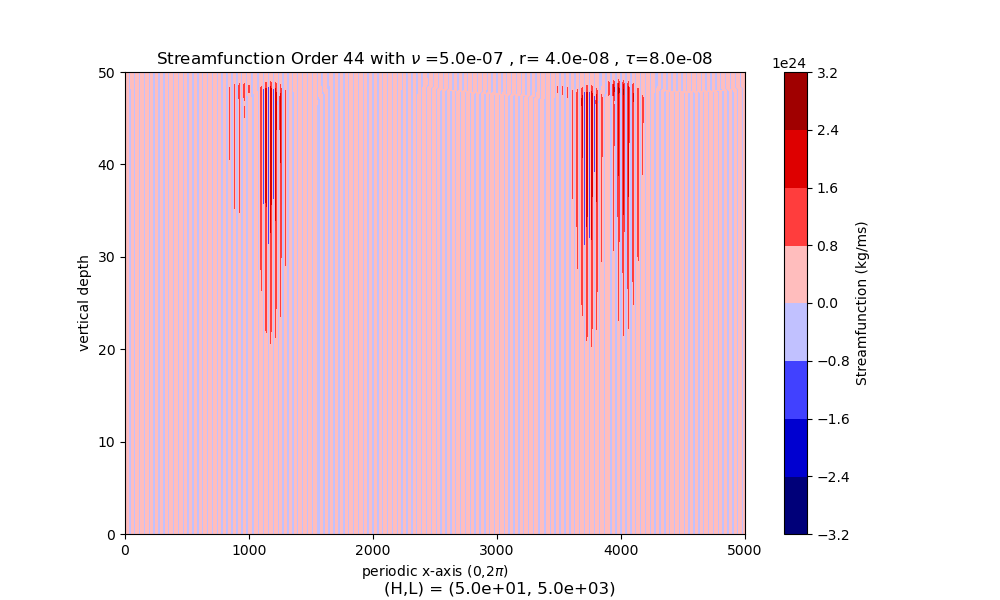 Streamfunction Order 44 with ν =5.0e-07 , r= 4.0e-08 , τ=8.0e-08
1e24
50
40
30
20
10
0
vertical depth
0 1000 2000 3000 4000 5000
periodic x-axis (0,2π)
(H,L) = (5.0e+01, 5.0e+03)
3.2
2.4
1.6
0.8
0.0
−0.8
−1.6
−2.4
−3.2
Streamfunction (kg/ms)